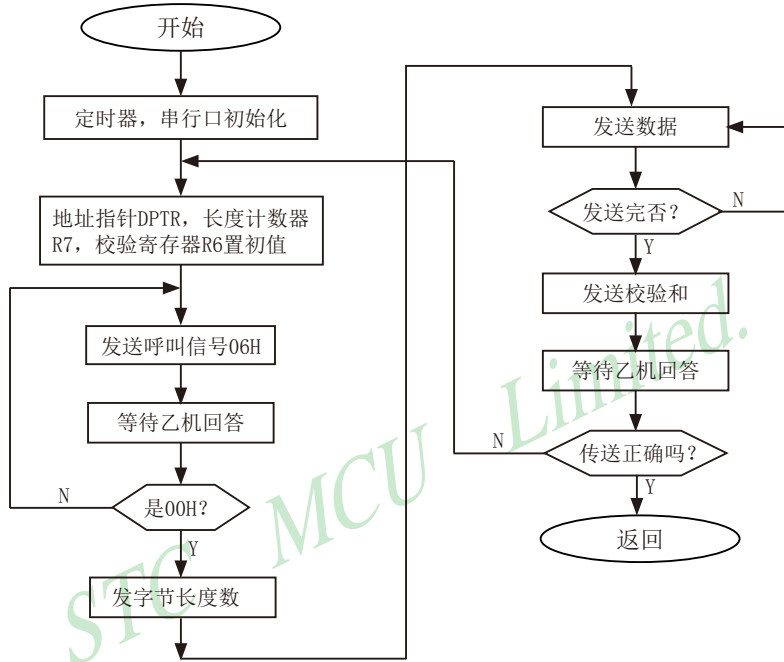 开始
定时器，串行口初始化
地址指针DPTR，长度计数器
R7，校验寄存器R6置初值
发送呼叫信号06H
等待乙机回答
是00H？
N
Y
发字节长度数
发送数据
发送完否？
N
Y
发送校验和
等待乙机回答
传送正确吗？
N
Y
返回
STC MCU Limited.